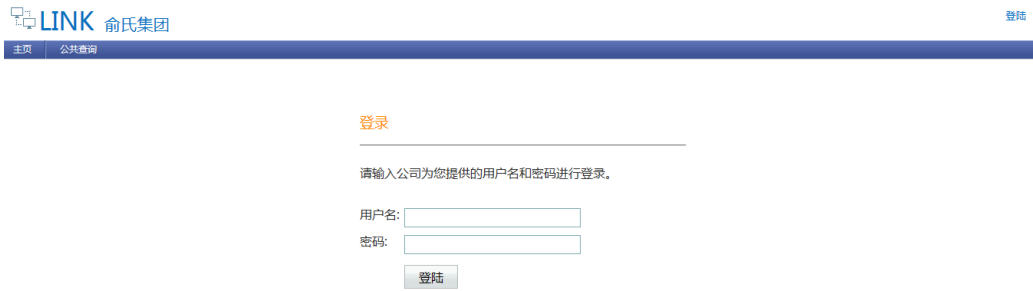 LINK 俞氏集团
登陆
主页 公共查询
登录
请输入公司为您提供的用户名和密码进行登录。
用户名:
密码:
登陆